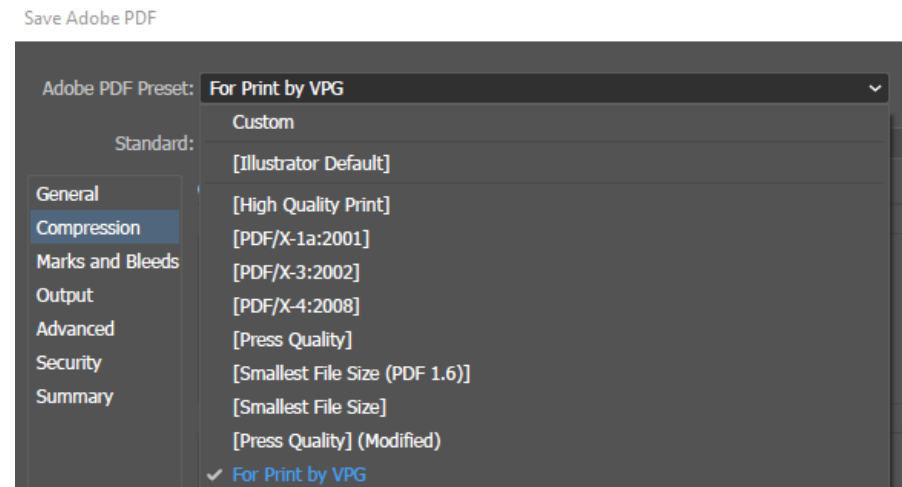 Save Adobe PDF
Adobe PDF Preset: For Print by VPG
Custom
Standard:
[Illustrator Default]
General
[High Quality Print]
Compression
[PDF/X-1a:2001]
Marks and Bleeds
[PDF/X-3:2002]
Output
[PDF/X-4:2008]
Advanced
[Press Quality]
Security
[Smallest File Size (PDF 1.6)]
Summary
[Smallest File Size]
[Press Quality] (Modified)
For Print by VPG